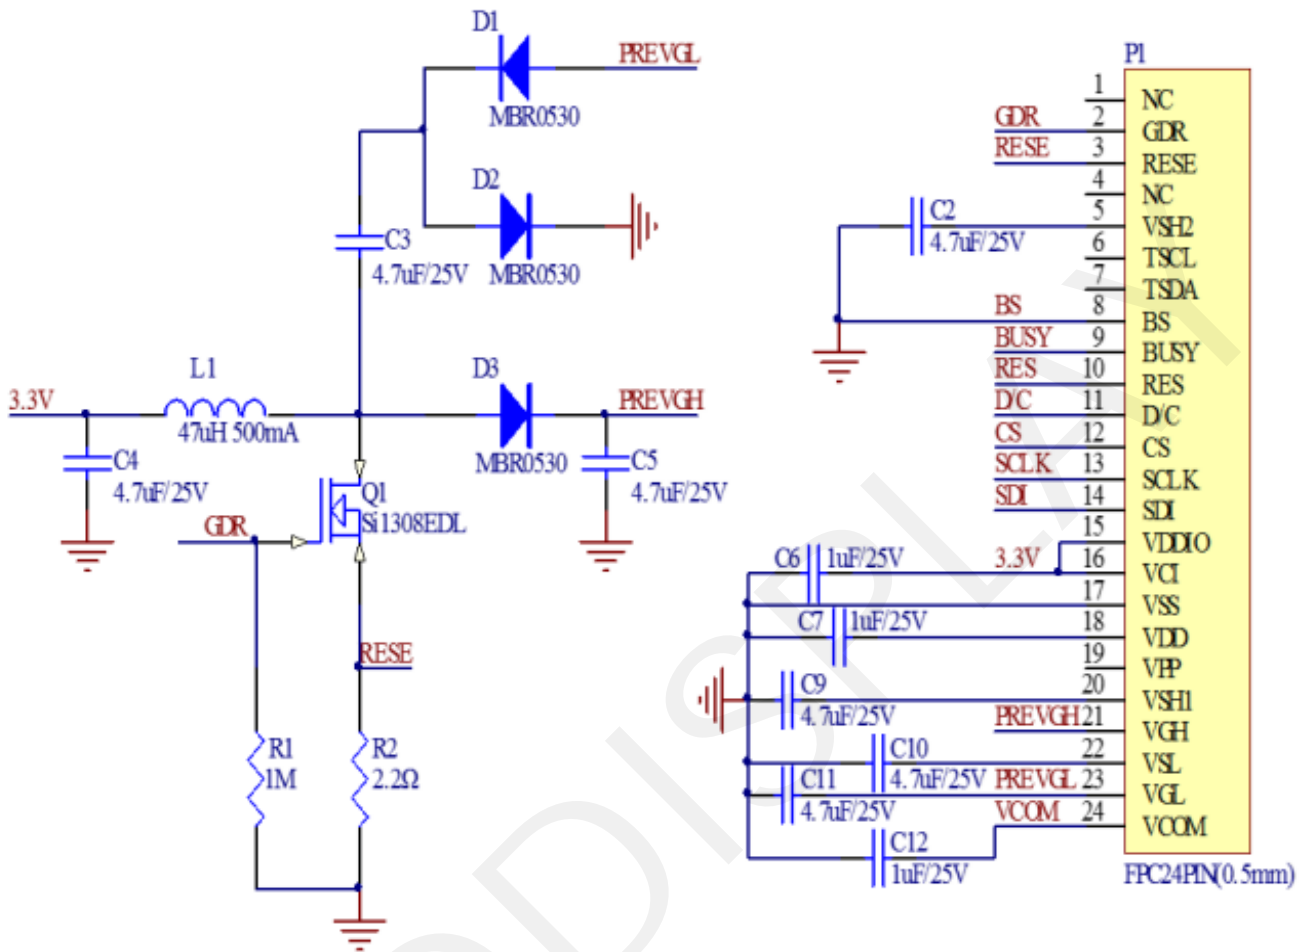 D1
PREVGL
MBR0530
D2
MBR0530
C3
4.7uF/25V
L1
3.3V
47uH 500mA
D3
PREVGH
MBR0530
C4
4.7uF/25V
C5
4.7uF/25V
Q1
Si1308EDL
GDR
RESE
R1
1M
R2
2.2Ω
P1
1 NC
GDR 2 GDR
RESE 3 RESE
4 NC
C2
4.7uF/25V
5 VSH2
6 TSCL
7 TSDA
BS 8 BS
BUSY 9 BUSY
RES 10 RES
D/C 11 D/C
CS 12 CS
SCLK 13 SCLK
SDI 14 SDI
15 VDDIO
C6 1uF/25V 3.3V 16 VCI
17 VSS
C7 1uF/25V 18 VDD
19 VPP
C9
4.7uF/25V
20 VSH1
PREVGH 21 VGH
C10
4.7uF/25V
22 VSL
C11
4.7uF/25V
PREVGL 23 VGL
VCOM 24 VCOM
C12
1uF/25V
FPC24PIN(0.5mm)
DISPLAY